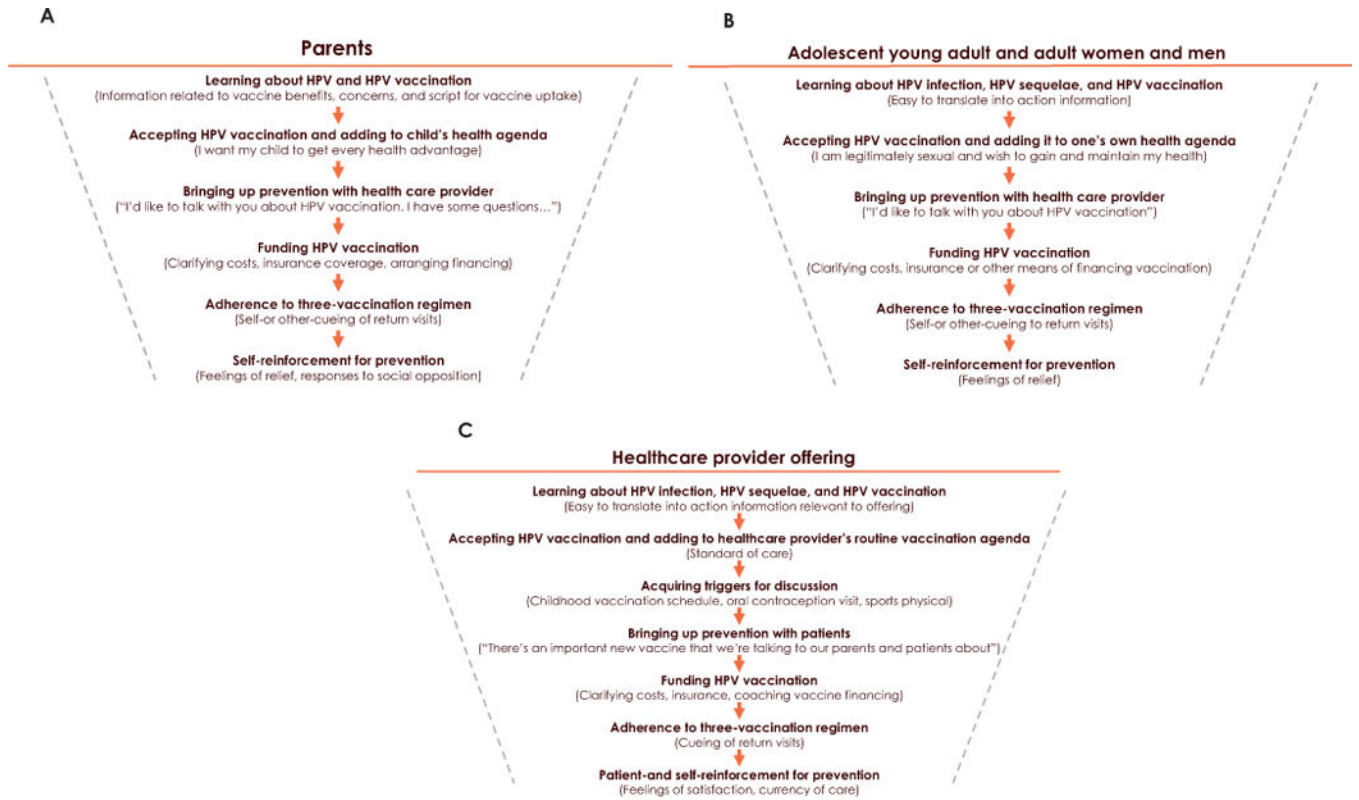 A
Parents
Learning about HPV and HPV vaccination
(Information related to vaccine benefits, concerns, and script for vaccine uptake)
Accepting HPV vaccination and adding to child's health agenda
(I want my child to get every health advantage)
Bringing up prevention with health care provider
("I'd like to talk with you about HPV vaccination. I have some questions...")
Funding HPV vaccination
(Clarifying costs, insurance coverage, arranging financing)
Adherence to three-vaccination regimen
(Self-or other-cueing of return visits)
Self-reinforcement for prevention
(Feelings of relief, responses to social opposition)
B
Adolescent young adult and adult women and men
Learning about HPV infection, HPV sequelae, and HPV vaccination
(Easy to translate into action information)
Accepting HPV vaccination and adding it to one's own health agenda
(I am legitimately sexual and wish to gain and maintain my health)
Bringing up prevention with health care provider
("I'd like to talk with you about HPV vaccination")
Funding HPV vaccination
(Clarifying costs, insurance or other means of financing vaccination)
Adherence to three-vaccination regimen
(Self-or other-cueing to return visits)
Self-reinforcement for prevention
(Feelings of relief)
C
Healthcare provider offering
Learning about HPV infection, HPV sequelae, and HPV vaccination
(Easy to translate into action information relevant to offering)
Accepting HPV vaccination and adding to healthcare provider's routine vaccination agenda
(Standard of care)
Acquiring triggers for discussion
(Childhood vaccination schedule, oral contraception visit, sports physical)
Bringing up prevention with patients
("There's an important new vaccine that we're talking to our parents and patients about")
Funding HPV vaccination
(Clarifying costs, insurance, coaching vaccine financing)
Adherence to three-vaccination regimen
(Cueing of return visits)
Patient-and self-reinforcement for prevention
(Feelings of satisfaction, currency of care)